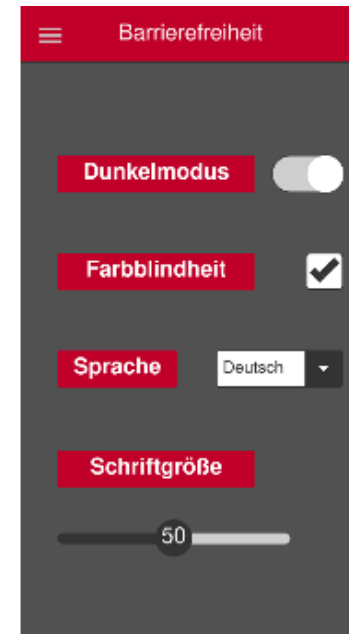 Barrierefreiheit
Dunkelmodus
Farbblindheit
Sprache
Deutsch
Schriftgröße
50